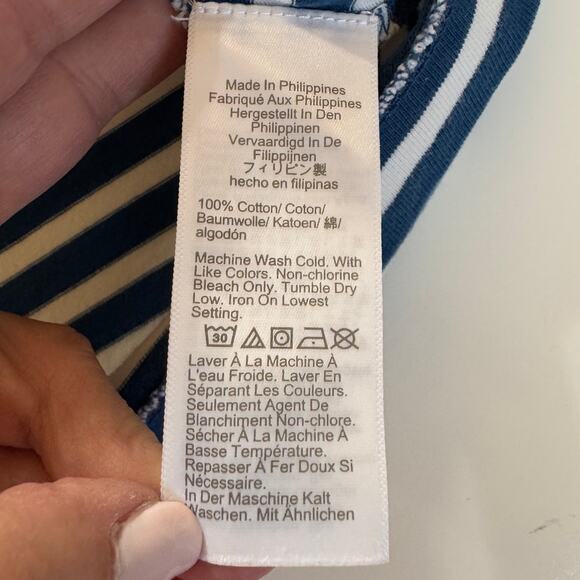 Made In Philippines
Fabriqué Aux Philippines
Hergestellt In Den
Philippinen
Vervaardigd In De
Filippijnen
フィリピン製
hecho en filipinas
100% Cotton/ Coton/
Baumwolle/ Katoen/ 綿/
algodón
Machine Wash Cold. With
Like Colors. Non-chlorine
Bleach Only. Tumble Dry
Low. Iron On Lowest
Setting.
30
Laver À La Machine À
L'eau Froide. Laver En
Séparant Les Couleurs.
Seulement Agent De
Blanchiment Non-chlore.
Sécher À La Machine À
Basse Température.
Repasser À Fer Doux Si
Nécessaire.
In Der Maschine Kalt
Waschen. Mit Ähnlichen